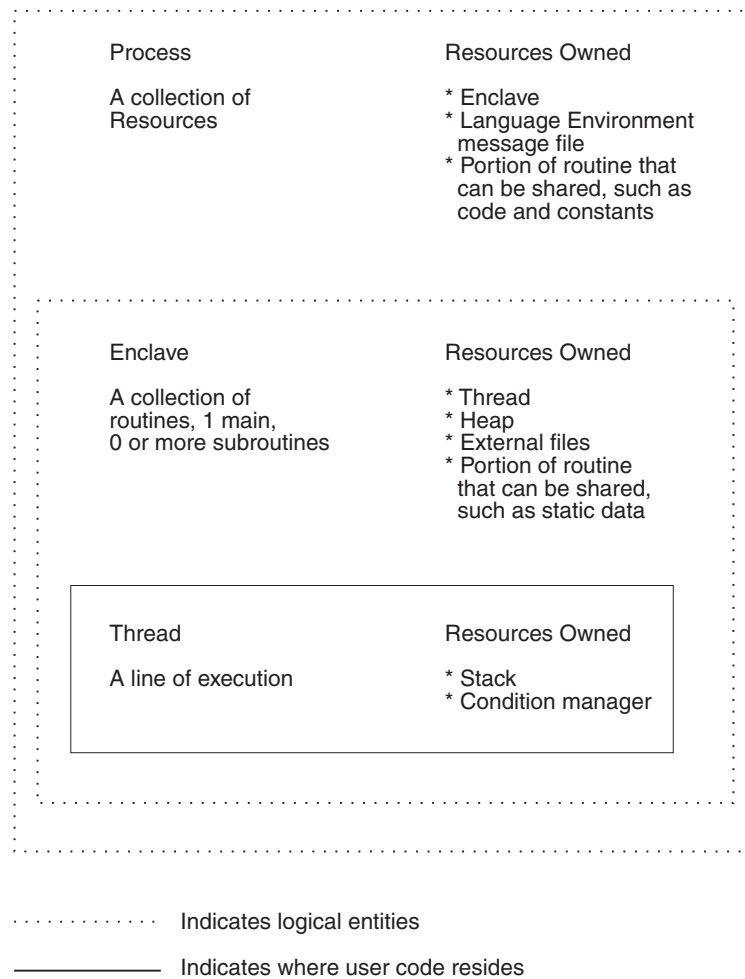 Process
A collection of
Resources
Resources Owned
* Enclave
* Language Environment
message file
* Portion of routine that
can be shared, such as
code and constants
Enclave
A collection of
routines, 1 main,
0 or more subroutines
Resources Owned
* Thread
* Heap
* External files
* Portion of routine
that can be shared,
such as static data
Thread
A line of execution
Resources Owned
* Stack
* Condition manager
Indicates logical entities
Indicates where user code resides